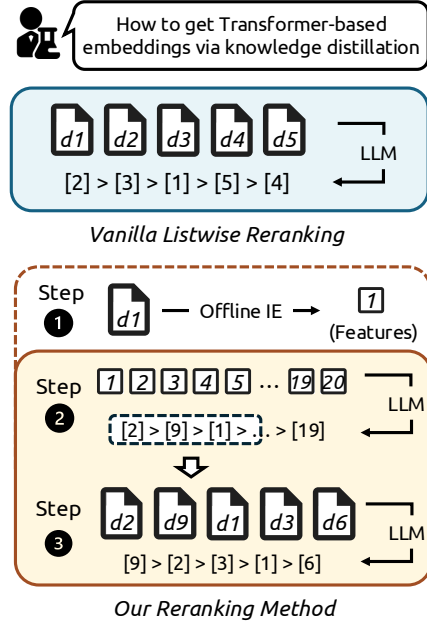 How to get Transformer-based
embeddings via knowledge distillation
d1 d2 d3 d4 d5
LLM
[2] > [3] > [1] > [5] > [4]
Vanilla Listwise Reranking
Step 1
d1 Offline IE 1
(Features)
Step 2
1 2 3 4 5 ... 19 20
LLM
[2] > [9] > [1] > ... > [19]
Step 3
d2 d9 d1 d3 d6
LLM
[9] > [2] > [3] > [1] > [6]
Our Reranking Method